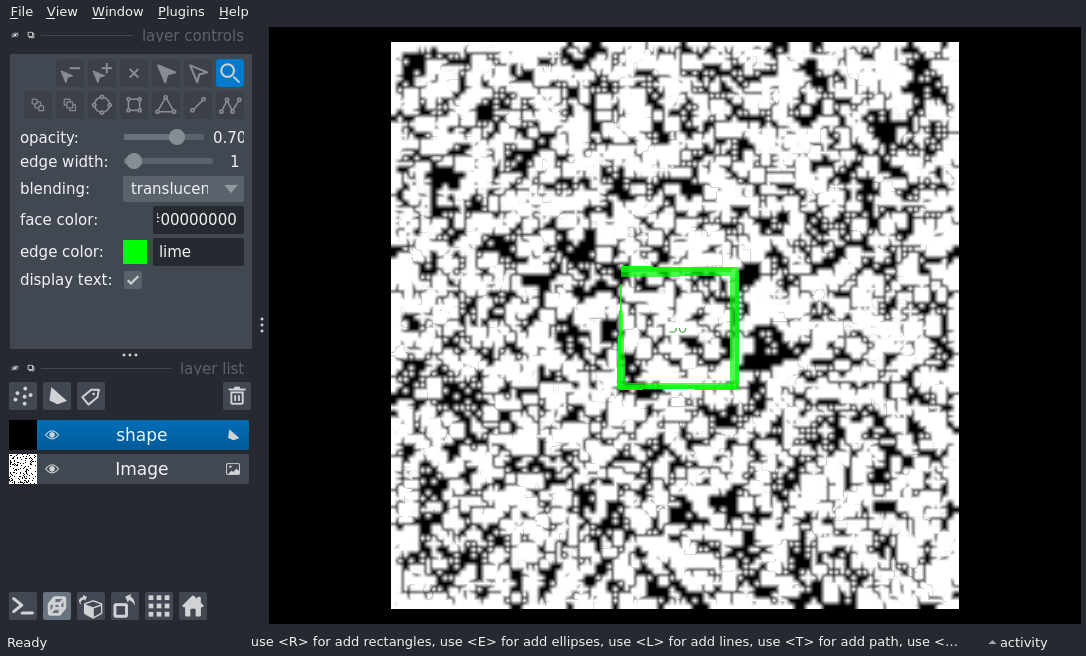 File View Window Plugins Help
layer controls
opacity: 0.70
edge width: 1
blending: translucen
face color: 00000000
edge color: lime
display text:
layer list
shape
Image
Ready
use <R> for add rectangles, use <E> for add ellipses, use <L> for add lines, use <T> for add path, use <...
activity